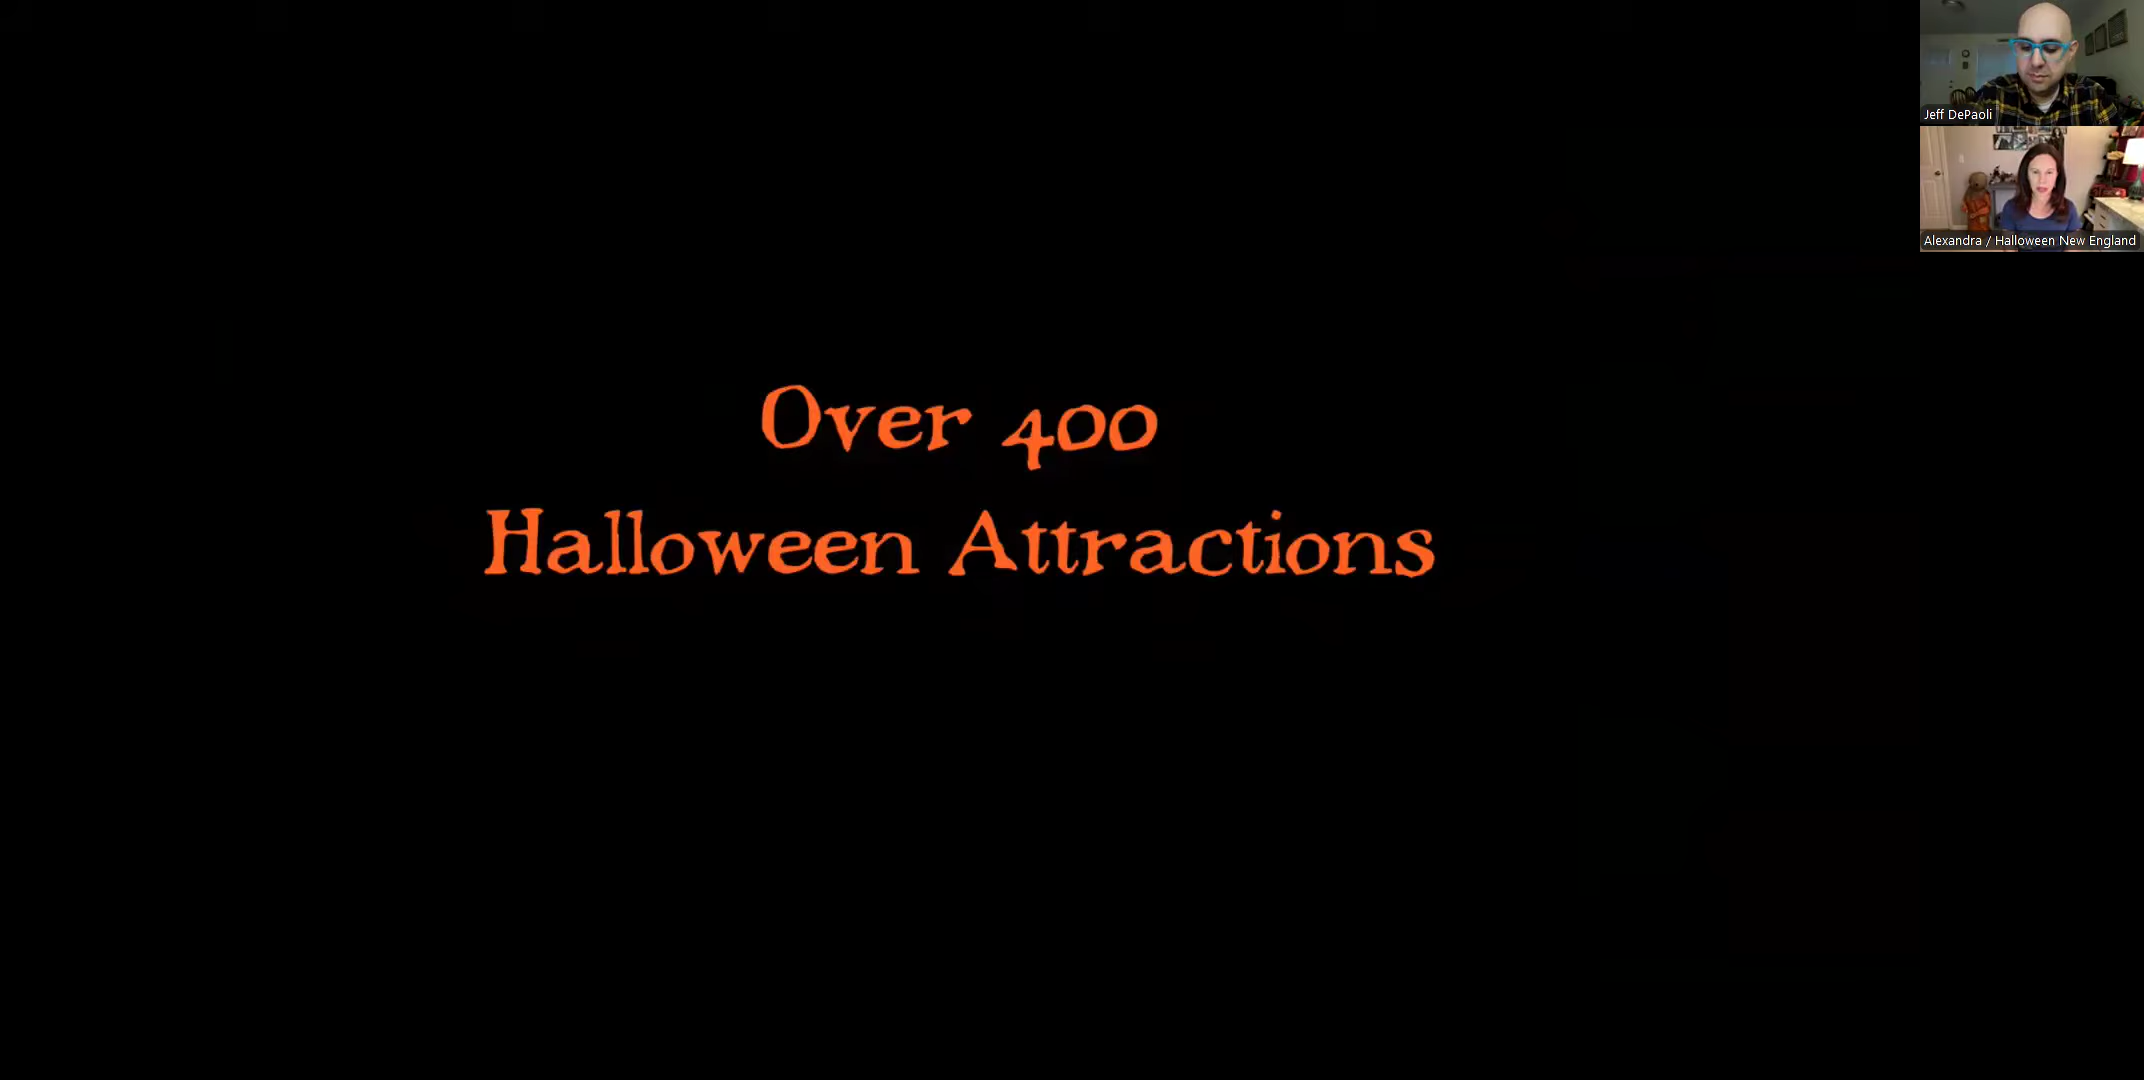 Over 400
Halloween Attractions
Jeff DePaoli
Alexandra / Halloween New England